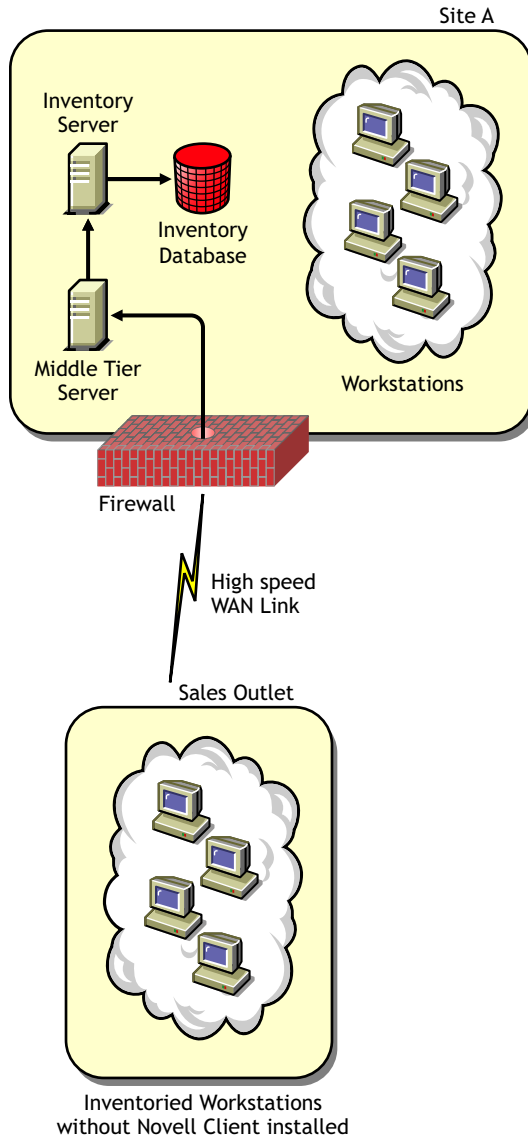 Site A
Inventory
Server
Inventory
Database
Middle Tier
Server
Workstations
Firewall
High speed
WAN Link
Sales Outlet
Inventoried Workstations
without Novell Client installed